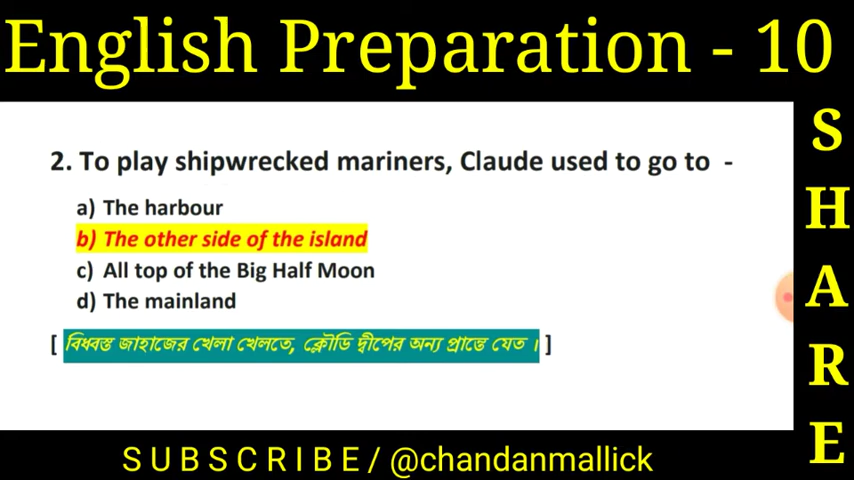 English Preparation - 10
2. To play shipwrecked mariners, Claude used to go to -
a) The harbour
b) The other side of the island
c) All top of the Big Half Moon
d) The mainland
[ বিধ্বস্ত জাহাজের খেলা খেলতে, ক্লৌডি দ্বীপের অন্য প্রান্তে যেত । ]
SUBSCRIBE/ @chandanmallick
S
H
A
R
E